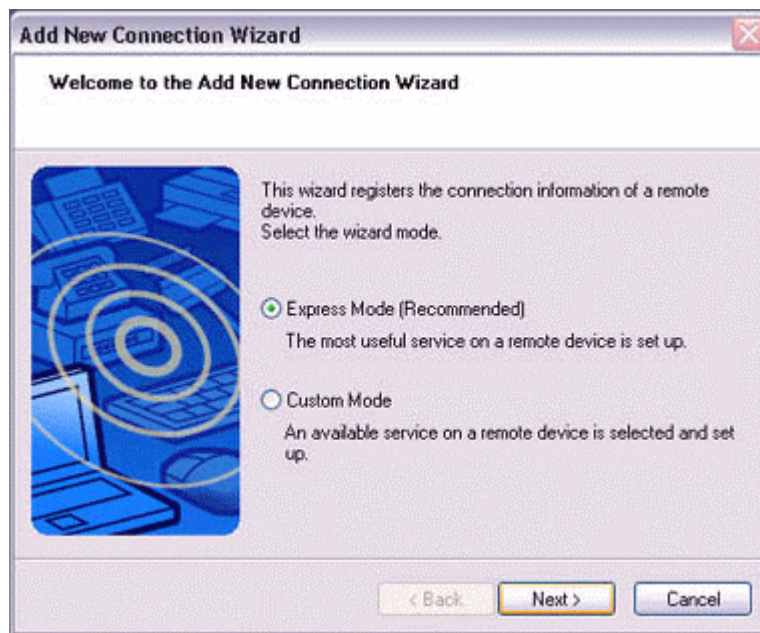 Add New Connection Wizard
Welcome to the Add New Connection Wizard
This wizard registers the connection information of a remote
device.
Select the wizard mode.
Express Mode (Recommended)
The most useful service on a remote device is set up.
Custom Mode
An available service on a remote device is selected and set
up.
< Back
Next >
Cancel